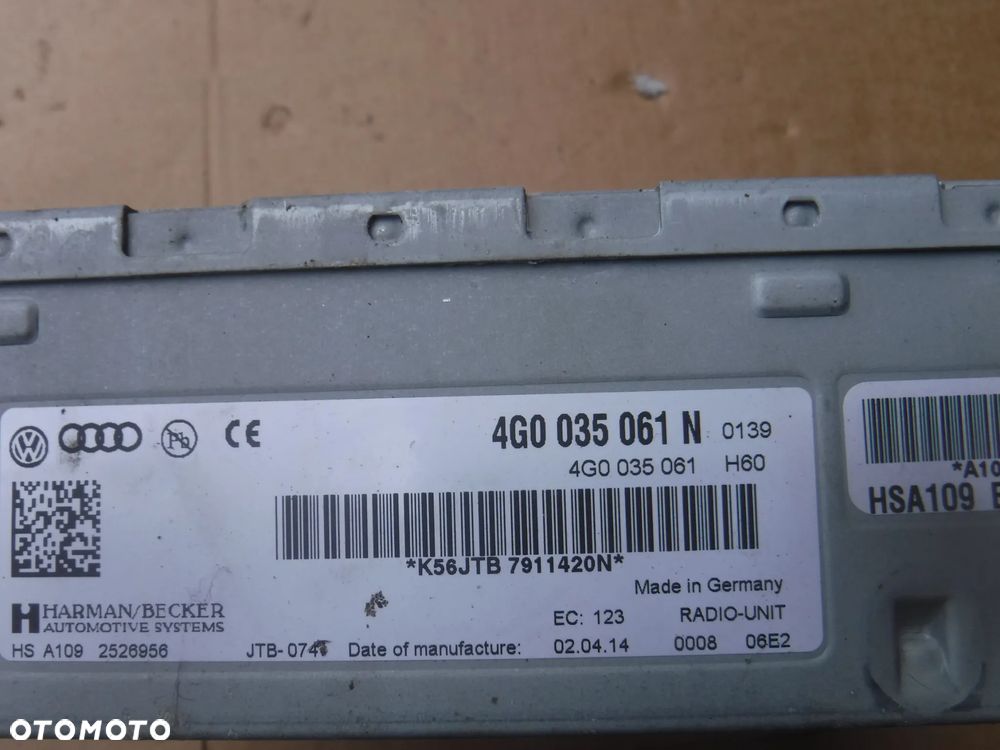 4G0 035 061 N 0139
4G0 035 061 H60
*K56JTB 7911420N*
Made in Germany
HARMAN/BECKER
AUTOMOTIVE SYSTEMS
EC: 123 RADIO-UNIT
HS A109 2526956 JTB- Date of manufacture: 02.04.14 0008 06E2
*A10
HSA109
OTOMOTO